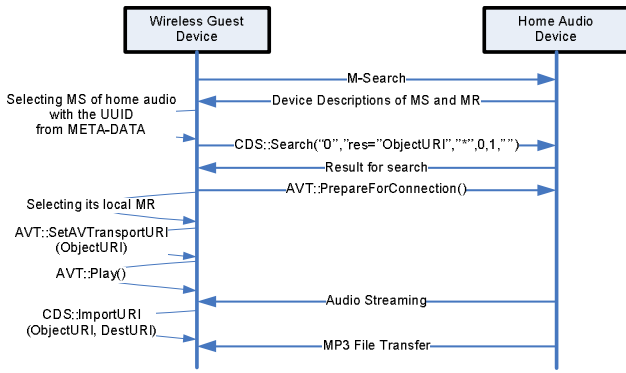 Wireless Guest
Device
Home Audio
Device
M-Search
Device Descriptions of MS and MR
Selecting MS of home audio
with the UUID
from META-DATA
CDS::Search(“0”,”res=”ObjectURI”,”*”,0,1,””)
Result for search
AVT::PrepareForConnection()
Selecting its local MR
AVT::SetAVTransportURI
(ObjectURI)
AVT::Play()
Audio Streaming
CDS::ImportURI
(ObjectURI, DestURI)
MP3 File Transfer